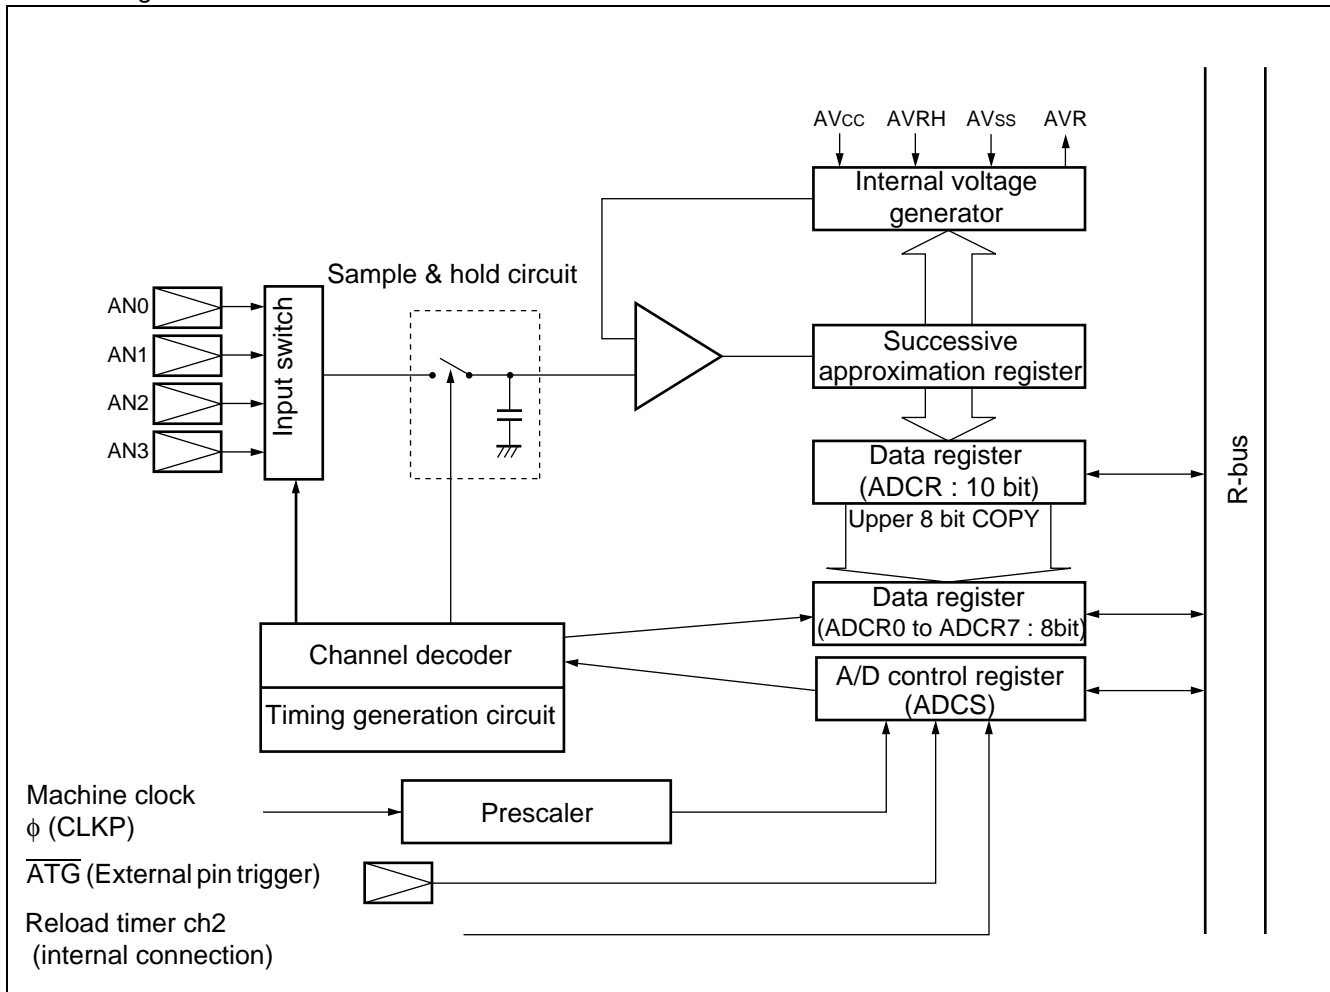 AVCC AVRH AVSS AVR
Internal voltage
generator
Sample & hold circuit
AN0
AN1
AN2
AN3
Input switch
Successive
approximation register
Data register
(ADCR : 10 bit)
Upper 8 bit COPY
R-bus
Data register
(ADCR0 to ADCR7 : 8bit)
Channel decoder
A/D control register
(ADCS)
Timing generation circuit
Machine clock
ϕ (CLKP)
Prescaler
A̅T̅G̅ (External pin trigger)
Reload timer ch2
(internal connection)